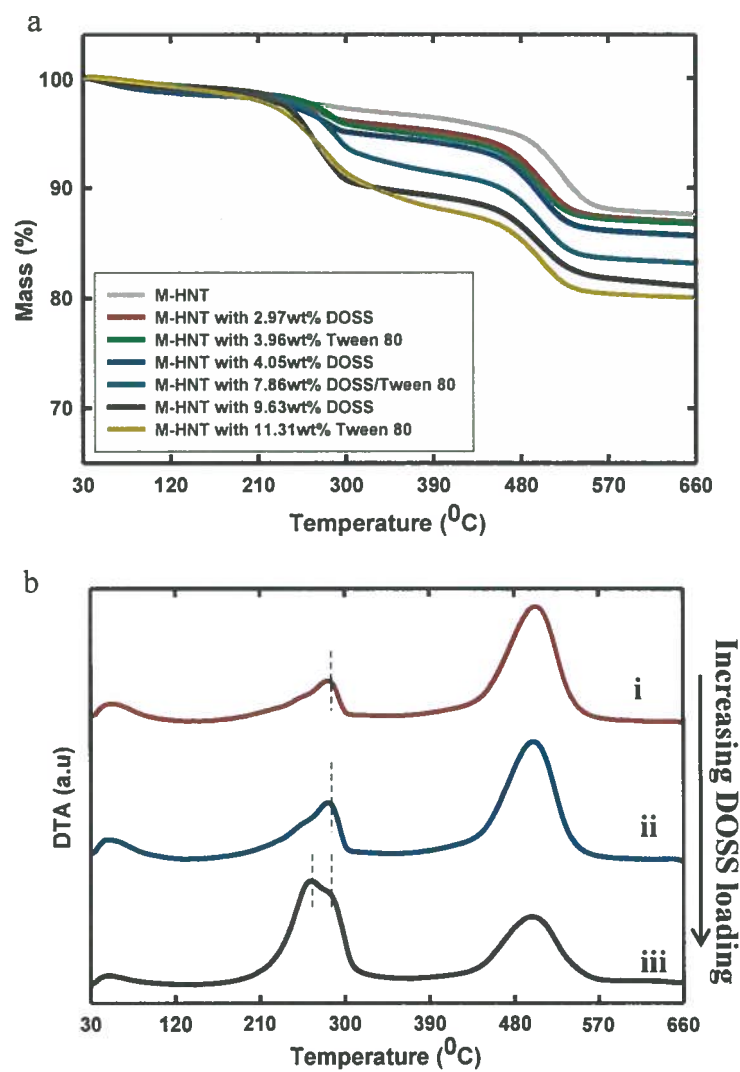 a
100
90
80
70
Mass (%)
M-HNT
M-HNT with 2.97wt% DOSS
M-HNT with 3.96wt% Tween 80
M-HNT with 4.05wt% DOSS
M-HNT with 7.86wt% DOSS/Tween 80
M-HNT with 9.63wt% DOSS
M-HNT with 11.31wt% Tween 80
30 120 210 300 390 480 570 660
Temperature (⁰C)
b
DTA (a.u)
i
ii
iii
Increasing DOSS loading
30 120 210 300 390 480 570 660
Temperature (⁰C)